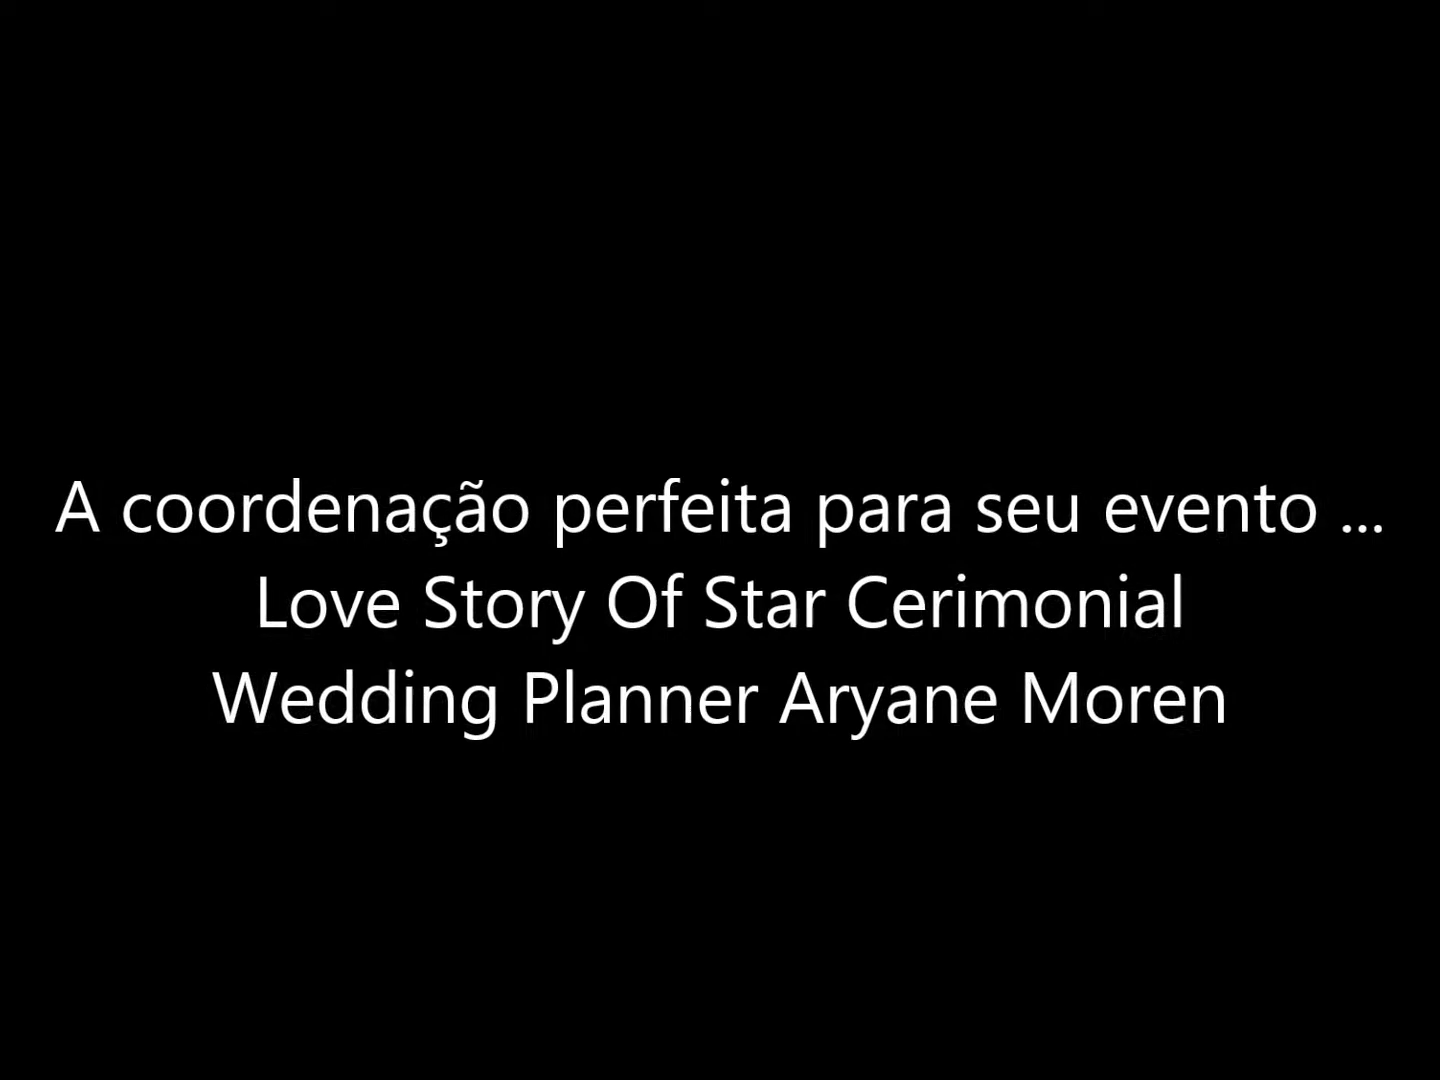 A coordenação perfeita para seu evento ...
Love Story Of Star Cerimonial
Wedding Planner Aryane Moren